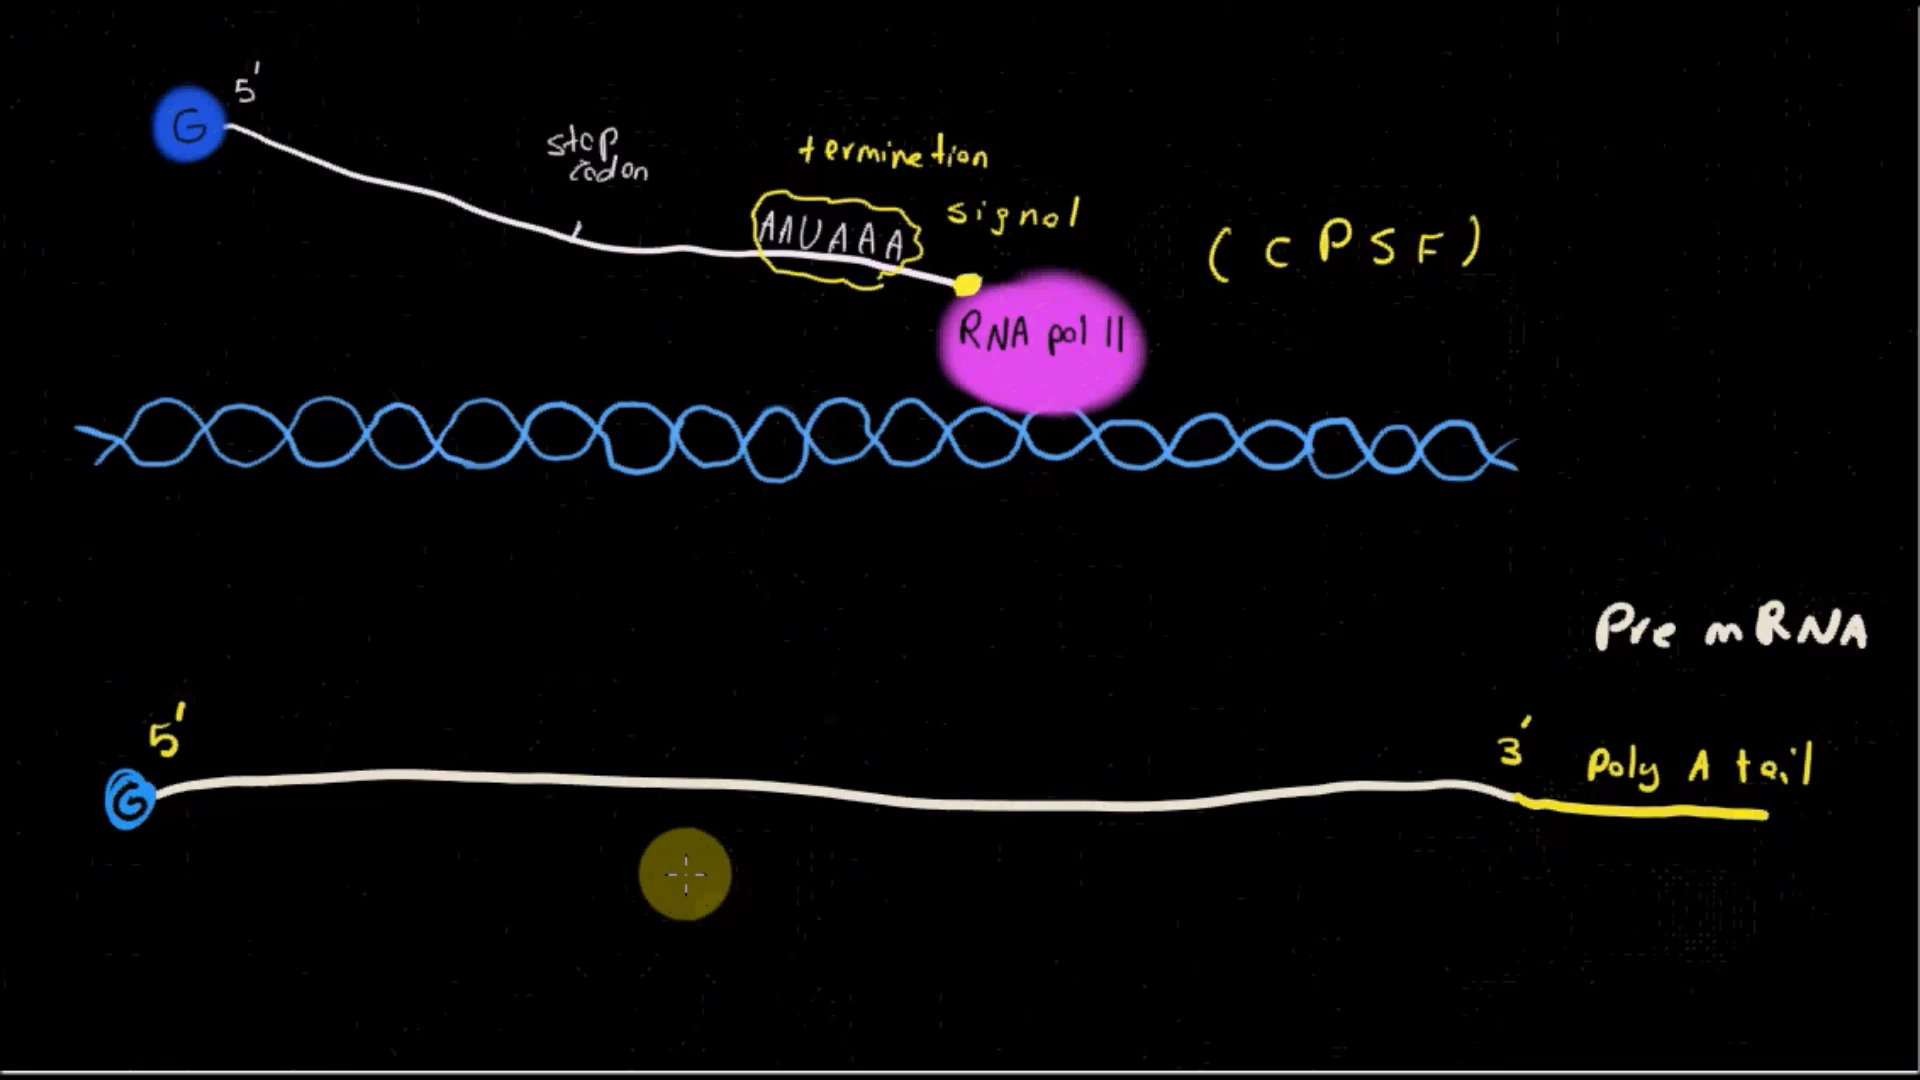 5'
G
stop
codon
termination
signal
AAUAAA
(CPSF)
RNA pol II
Pre mRNA
5'
G
3'
Poly A tail